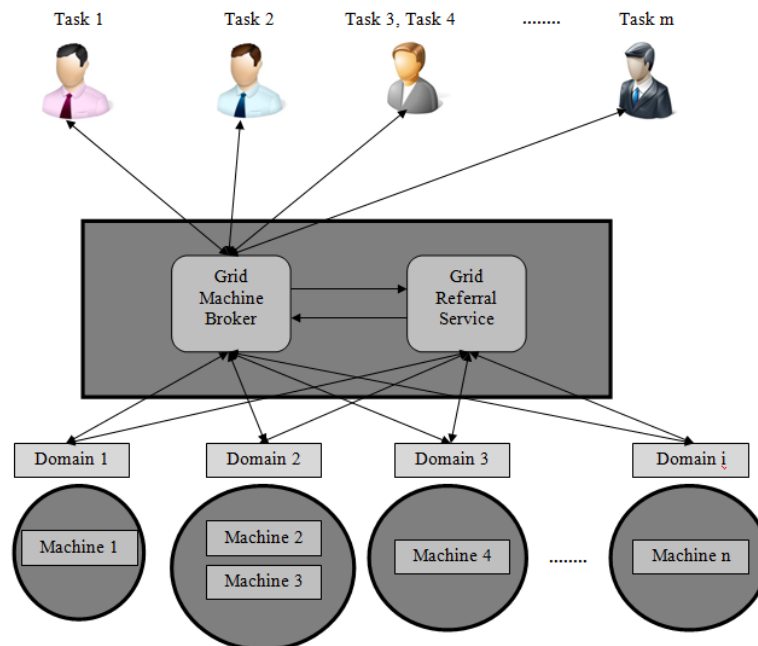 Task 1
Task 2
Task 3, Task 4
........
Task m
Grid
Machine
Broker
Grid
Referral
Service
Domain 1
Domain 2
Domain 3
Domain i
Machine 1
Machine 2
Machine 3
Machine 4
........
Machine n